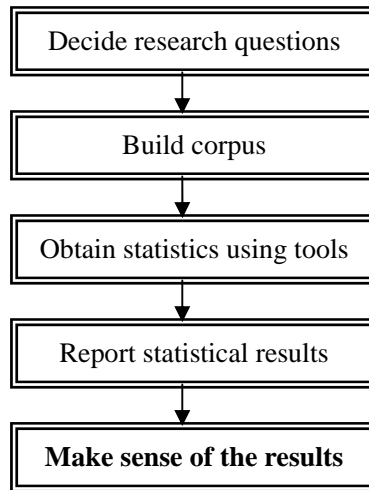 Decide research questions
Build corpus
Obtain statistics using tools
Report statistical results
Make sense of the results